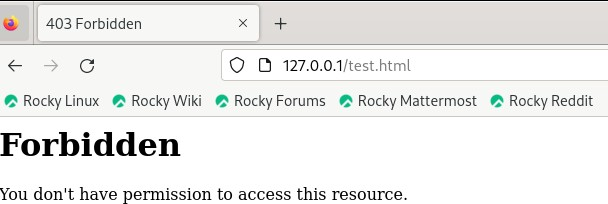 403 Forbidden
127.0.0.1/test.html
Rocky Linux Rocky Wiki Rocky Forums Rocky Mattermost Rocky Reddit
Forbidden
You don't have permission to access this resource.